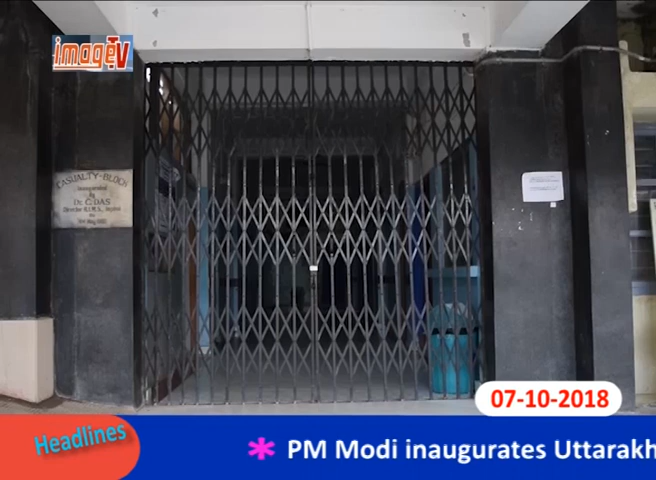 imageTV
CASUALTY-BLOCK
Inaugurated
by
Dr. C. DAS
07-10-2018
Headlines
PM Modi inaugurates Uttarakh